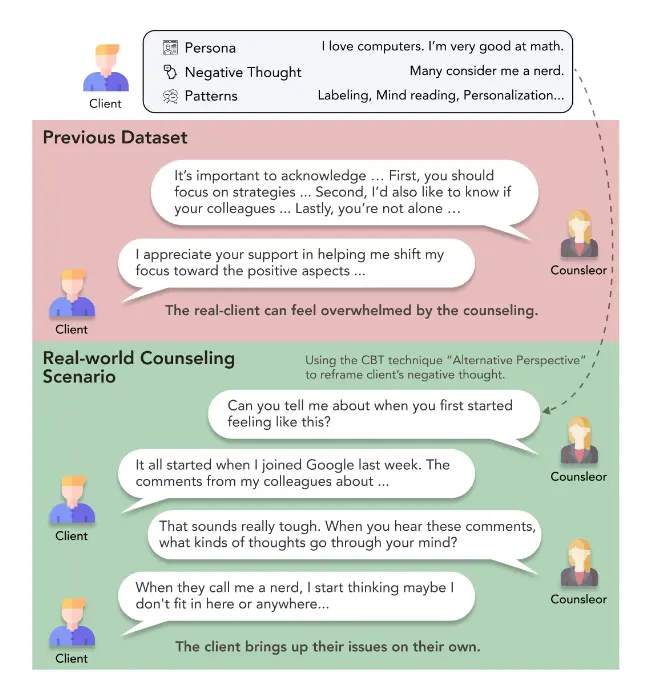 Persona
I love computers. I'm very good at math.
Negative Thought
Many consider me a nerd.
Patterns
Labeling, Mind reading, Personalization...
Client
Previous Dataset
It's important to acknowledge … First, you should
focus on strategies ... Second, I'd also like to know if
your colleagues ... Lastly, you're not alone …
Counsleor
I appreciate your support in helping me shift my
focus toward the positive aspects ...
Client
The real-client can feel overwhelmed by the counseling.
Real-world Counseling
Scenario
Using the CBT technique "Alternative Perspective"
to reframe client's negative thought.
Can you tell me about when you first started
feeling like this?
Counsleor
It all started when I joined Google last week. The
comments from my colleagues about ...
Client
That sounds really tough. When you hear these comments,
what kinds of thoughts go through your mind?
Counsleor
When they call me a nerd, I start thinking maybe I
don't fit in here or anywhere...
Client
The client brings up their issues on their own.